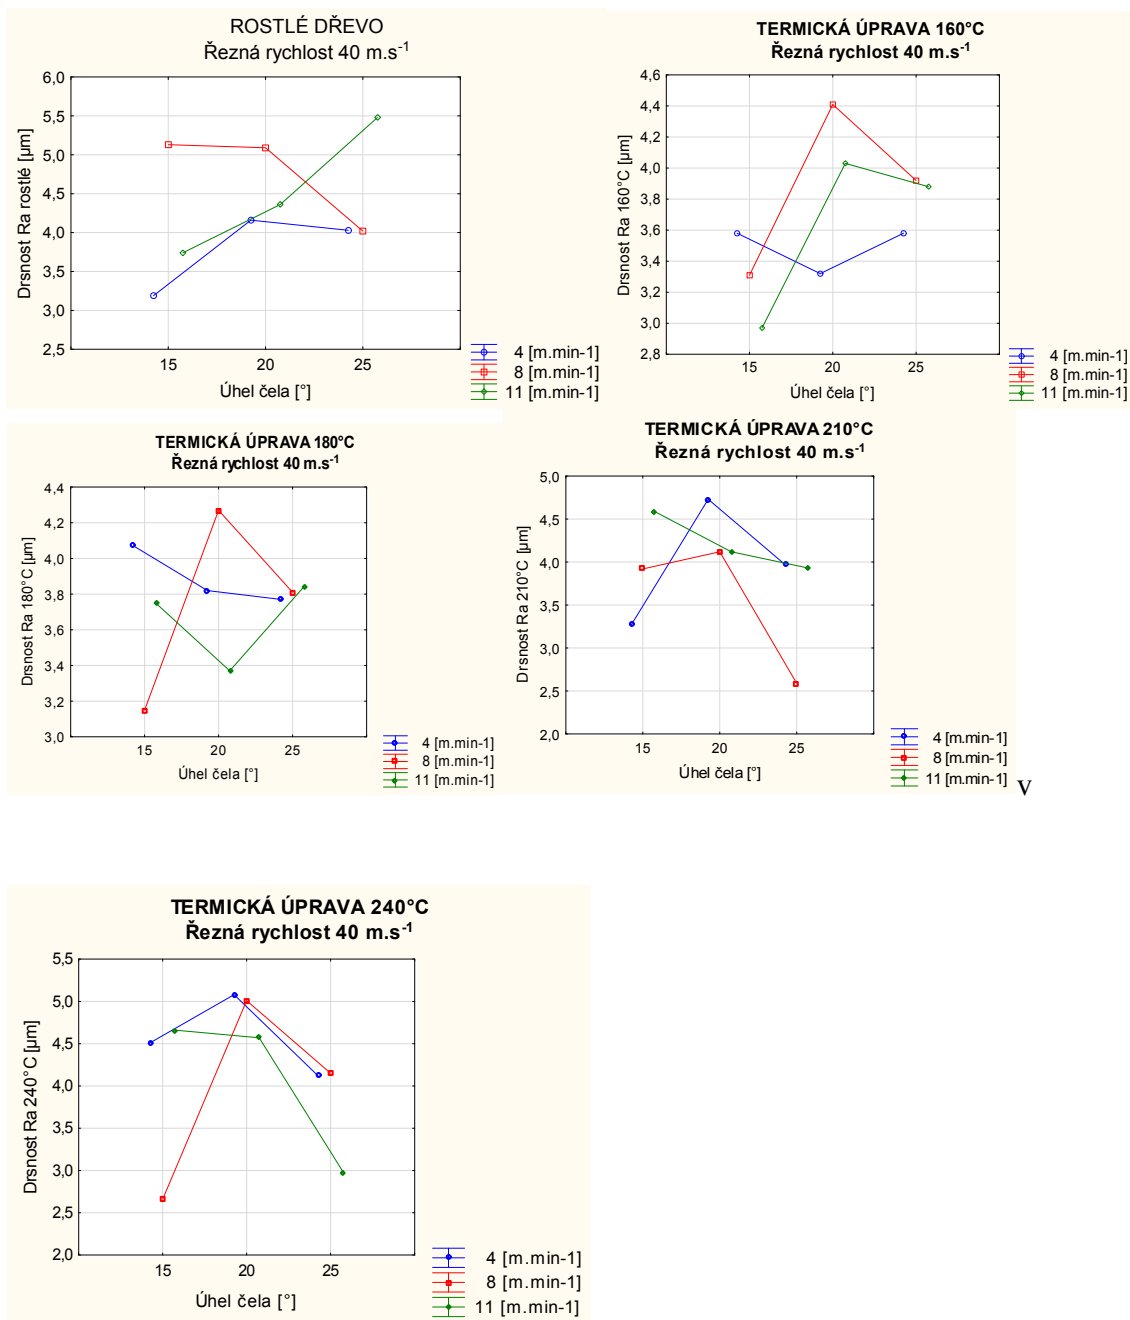 ROSTLÉ DŘEVO
Řezná rychlost 40 m.s-1
6,0
5,5
5,0
4,5
4,0
3,5
3,0
2,5
Drsnost Ra rostlé [µm]
15 20 25
Úhel čela [°]
4 [m.min-1]
8 [m.min-1]
11 [m.min-1]
TERMICKÁ ÚPRAVA 160°C
Řezná rychlost 40 m.s-1
4,6
4,4
4,2
4,0
3,8
3,6
3,4
3,2
3,0
2,8
Drsnost Ra 160°C [µm]
15 20 25
Úhel čela [°]
4 [m.min-1]
8 [m.min-1]
11 [m.min-1]
TERMICKÁ ÚPRAVA 180°C
Řezná rychlost 40 m.s-1
4,4
4,2
4,0
3,8
3,6
3,4
3,2
3,0
Drsnost Ra 180°C [µm]
15 20 25
Úhel čela [°]
4 [m.min-1]
8 [m.min-1]
11 [m.min-1]
TERMICKÁ ÚPRAVA 210°C
Řezná rychlost 40 m.s-1
5,0
4,5
4,0
3,5
3,0
2,5
2,0
Drsnost Ra 210°C [µm]
15 20 25
Úhel čela [°]
4 [m.min-1]
8 [m.min-1]
11 [m.min-1]
v
TERMICKÁ ÚPRAVA 240°C
Řezná rychlost 40 m.s-1
5,5
5,0
4,5
4,0
3,5
3,0
2,5
2,0
Drsnost Ra 240°C [µm]
15 20 25
Úhel čela [°]
4 [m.min-1]
8 [m.min-1]
11 [m.min-1]